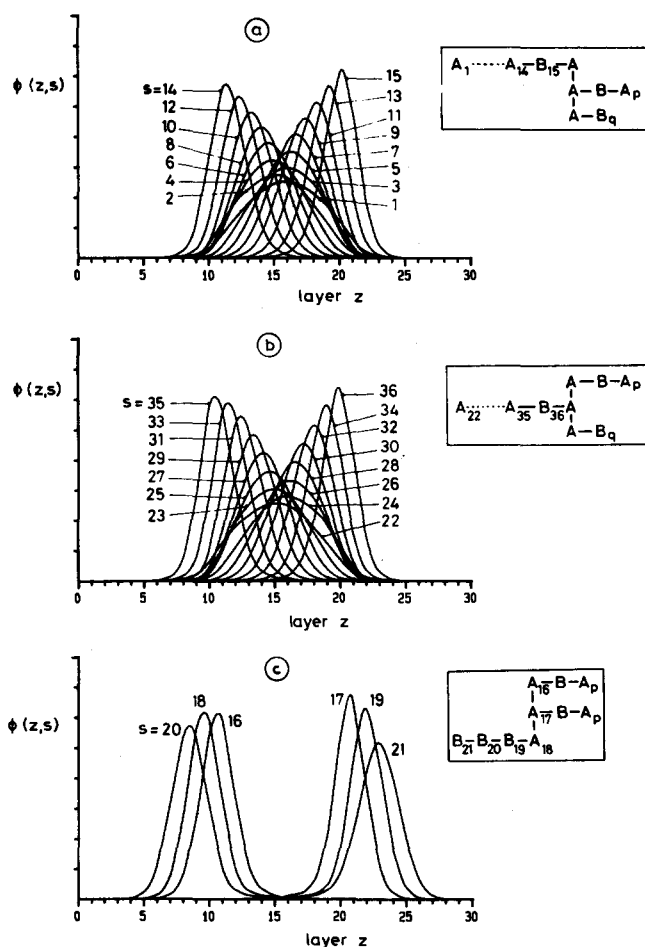 a
ϕ(z,s)
s=14
12
10
8
6
4
2
15
13
11
9
7
5
3
1
0 5 10 15 20 25 30
layer z
A₁ ------ A₁₄—B₁₅—A
A—B—Aₚ
A—B_q
b
ϕ(z,s)
s=35
33
31
29
27
25
23
36
34
32
30
28
26
24
22
0 5 10 15 20 25 30
layer z
A—B—Aₚ
A₂₂ ------ A₃₅—B₃₆—A
A—B_q
c
ϕ(z,s)
s=20
18
16
17
19
21
0 5 10 15 20 25 30
layer z
A₁₆—B—Aₚ
A₁₇—B—Aₚ
B₂₁—B₂₀—B₁₉—A₁₈